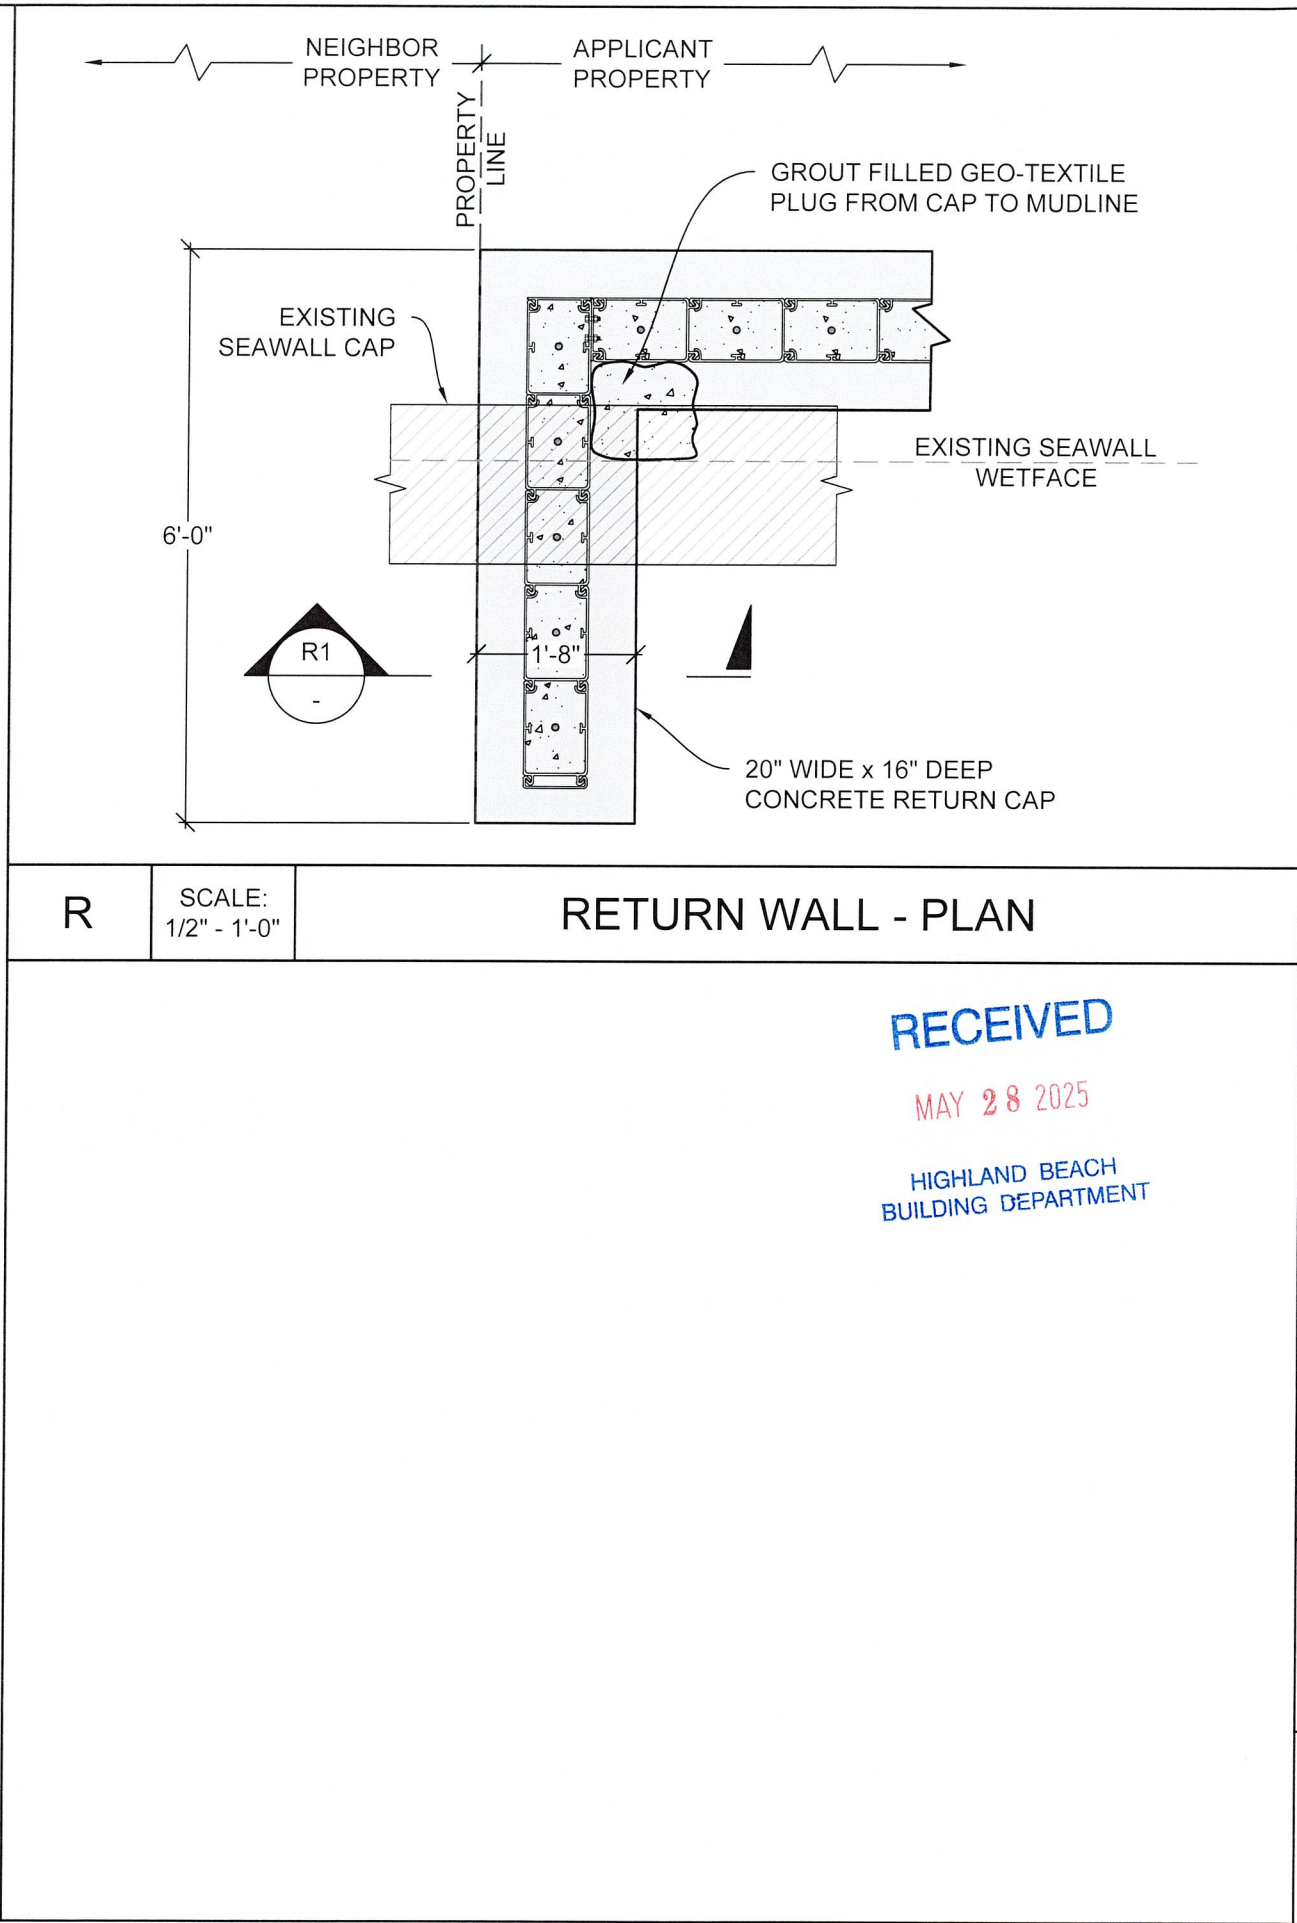 NEIGHBOR
PROPERTY
APPLICANT
PROPERTY
PROPERTY
LINE
GROUT FILLED GEO-TEXTILE
PLUG FROM CAP TO MUDLINE
EXISTING
SEAWALL CAP
EXISTING SEAWALL
WETFACE
6'-0"
R1
-
1'-8"
20" WIDE x 16" DEEP
CONCRETE RETURN CAP
R
SCALE:
1/2" - 1'-0"
RETURN WALL - PLAN
RECEIVED
MAY 28 2025
HIGHLAND BEACH
BUILDING DEPARTMENT